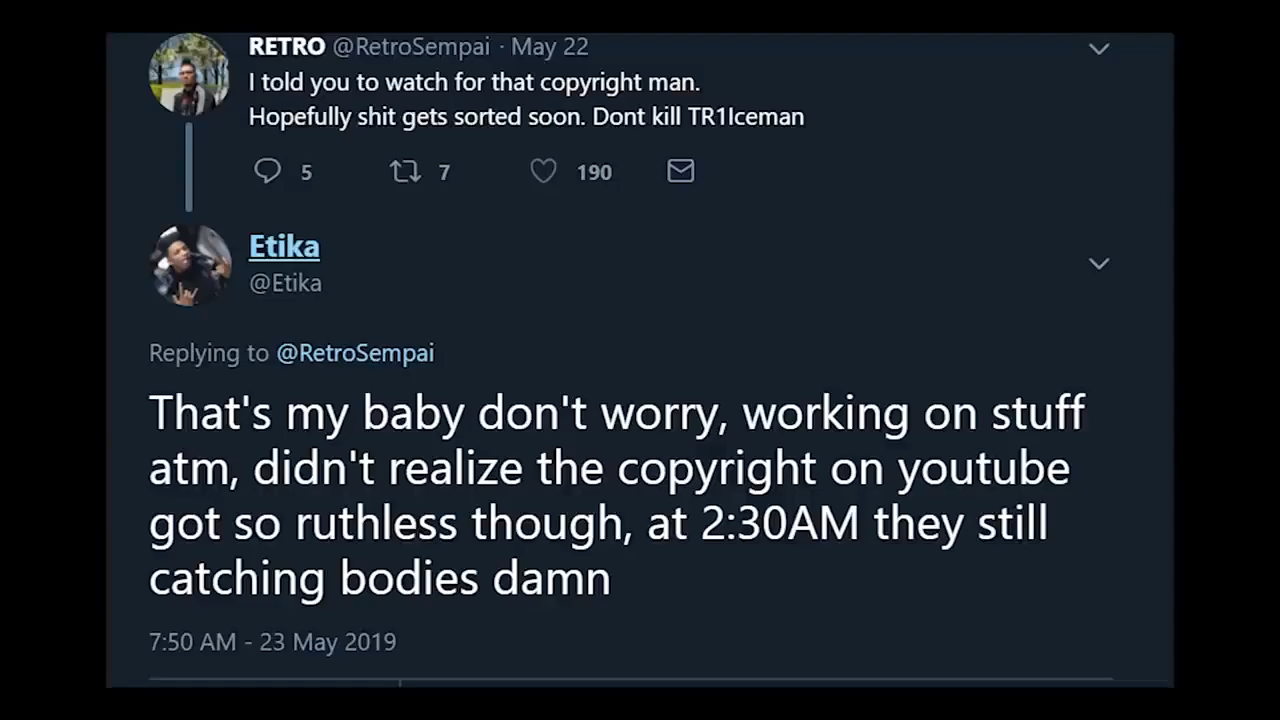 RETRO @RetroSempai · May 22
I told you to watch for that copyright man.
Hopefully shit gets sorted soon. Dont kill TR1Iceman
5 7 190
Etika
@Etika
Replying to @RetroSempai
That's my baby don't worry, working on stuff
atm, didn't realize the copyright on youtube
got so ruthless though, at 2:30AM they still
catching bodies damn
7:50 AM - 23 May 2019